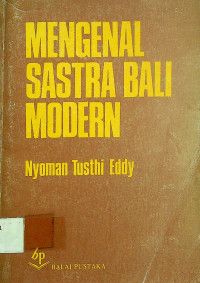 MENGENAL
SASTRA BALI
MODERN
Nyoman Tusthi Eddy
bp
BALAI PUSTAKA